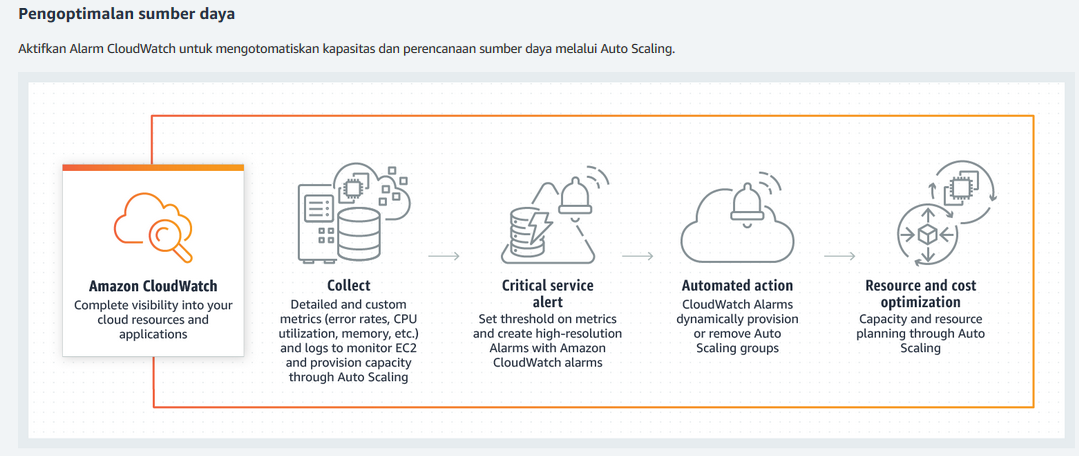 Pengoptimalan sumber daya
Aktifkan Alarm CloudWatch untuk mengotomatiskan kapasitas dan perencanaan sumber daya melalui Auto Scaling.
Amazon CloudWatch
Complete visibility into your
cloud resources and
applications
Collect
Detailed and custom
metrics (error rates, CPU
utilization, memory, etc.)
and logs to monitor EC2
and provision capacity
through Auto Scaling
Critical service
alert
Set threshold on metrics
and create high-resolution
Alarms with Amazon
CloudWatch alarms
Automated action
CloudWatch Alarms
dynamically provision
or remove Auto
Scaling groups
Resource and cost
optimization
Capacity and resource
planning through Auto
Scaling